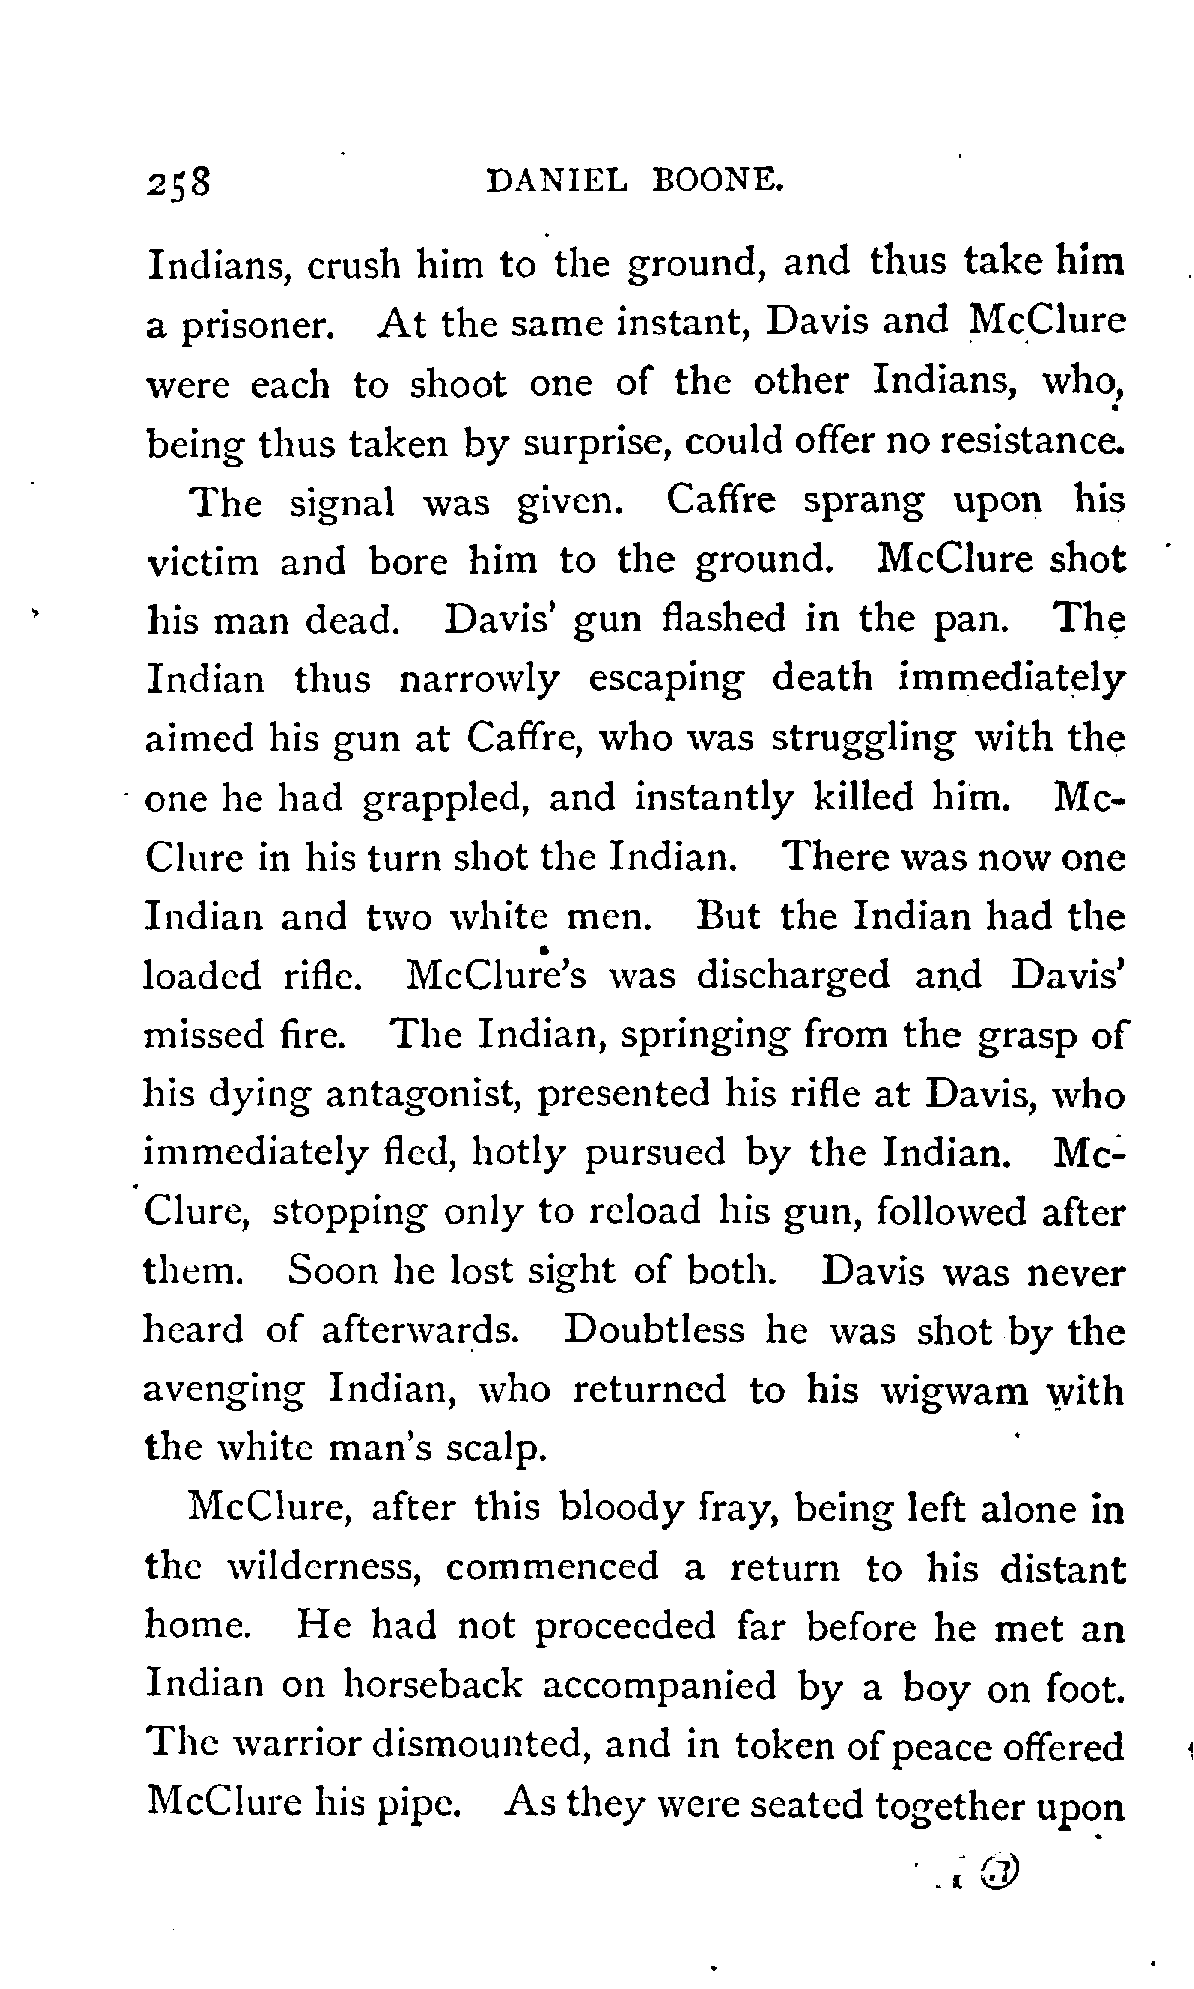 258 DANIEL BOONE.
Indians, crush him to the ground, and thus take him
a prisoner. At the same instant, Davis and McClure
were each to shoot one of the other Indians, who,
being thus taken by surprise, could offer no resistance.
The signal was given. Caffre sprang upon his
victim and bore him to the ground. McClure shot
his man dead. Davis' gun flashed in the pan. The
Indian thus narrowly escaping death immediately
aimed his gun at Caffre, who was struggling with the
one he had grappled, and instantly killed him. Mc-
Clure in his turn shot the Indian. There was now one
Indian and two white men. But the Indian had the
loaded rifle. McClure's was discharged and Davis'
missed fire. The Indian, springing from the grasp of
his dying antagonist, presented his rifle at Davis, who
immediately fled, hotly pursued by the Indian. Mc-
Clure, stopping only to reload his gun, followed after
them. Soon he lost sight of both. Davis was never
heard of afterwards. Doubtless he was shot by the
avenging Indian, who returned to his wigwam with
the white man's scalp.
McClure, after this bloody fray, being left alone in
the wilderness, commenced a return to his distant
home. He had not proceeded far before he met an
Indian on horseback accompanied by a boy on foot.
The warrior dismounted, and in token of peace offered
McClure his pipe. As they were seated together upon